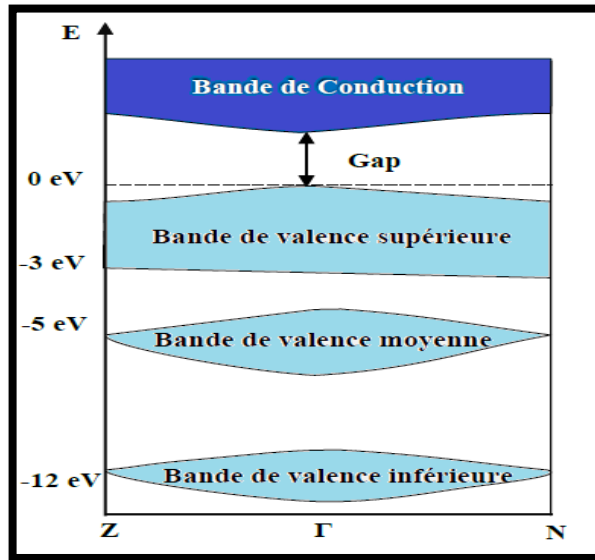 E
Bande de Conduction
Gap
0 eV
Bande de valence supérieure
-3 eV
-5 eV
Bande de valence moyenne
-12 eV
Bande de valence inférieure
Z Γ N